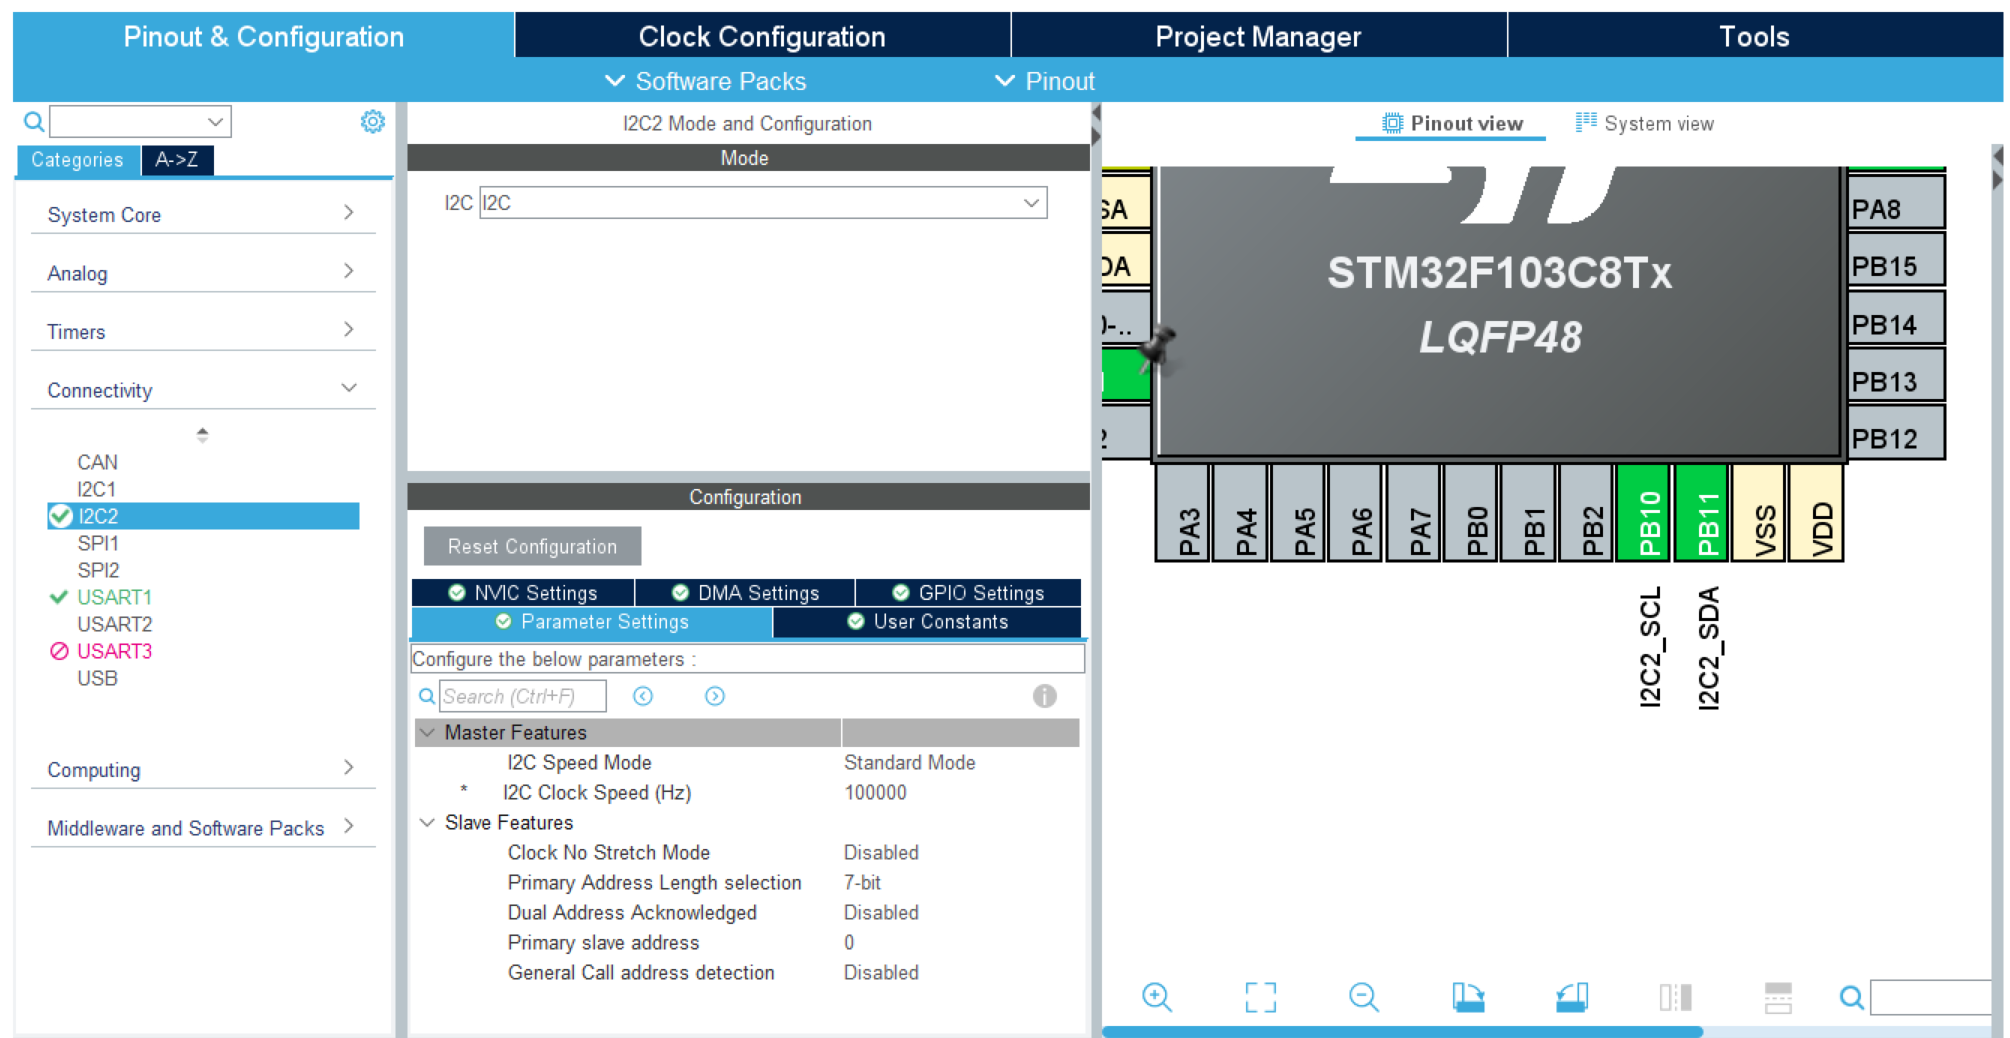 Pinout & Configuration
Clock Configuration
Project Manager
Tools
Software Packs
Pinout
Categories
A->Z
System Core
Analog
Timers
Connectivity
CAN
I2C1
I2C2
SPI1
SPI2
USART1
USART2
USART3
USB
Computing
Middleware and Software Packs
I2C2 Mode and Configuration
Mode
I2C I2C
Configuration
Reset Configuration
NVIC Settings
DMA Settings
GPIO Settings
Parameter Settings
User Constants
Configure the below parameters :
Search (Ctrl+F)
Master Features
I2C Speed Mode Standard Mode
* I2C Clock Speed (Hz) 100000
Slave Features
Clock No Stretch Mode Disabled
Primary Address Length selection 7-bit
Dual Address Acknowledged Disabled
Primary slave address 0
General Call address detection Disabled
Pinout view
System view
SA
DA
)-..
2
STM32F103C8Tx
LQFP48
PA8
PB15
PB14
PB13
PB12
PA3
PA4
PA5
PA6
PA7
PB0
PB1
PB2
PB10
PB11
VSS
VDD
I2C2_SCL
I2C2_SDA